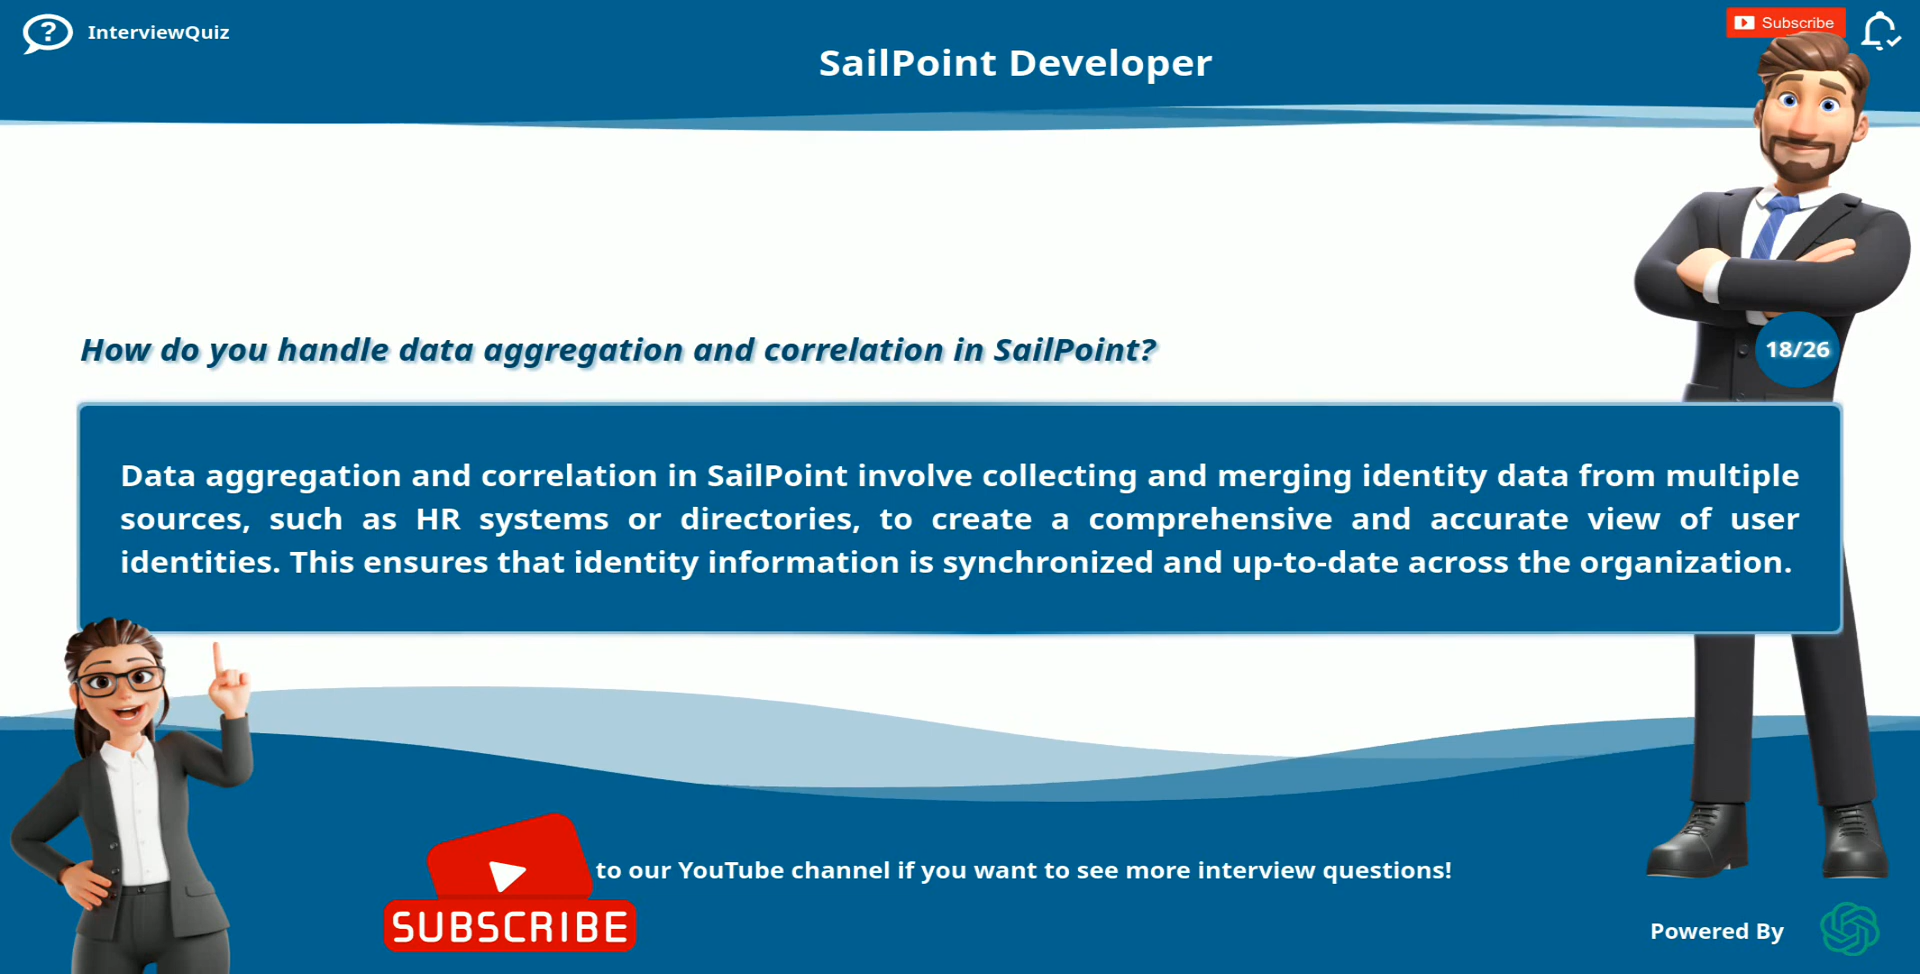 InterviewQuiz
Subscribe
SailPoint Developer
How do you handle data aggregation and correlation in SailPoint?
18/26
Data aggregation and correlation in SailPoint involve collecting and merging identity data from multiple
sources, such as HR systems or directories, to create a comprehensive and accurate view of user
identities. This ensures that identity information is synchronized and up-to-date across the organization.
to our YouTube channel if you want to see more interview questions!
SUBSCRIBE
Powered By